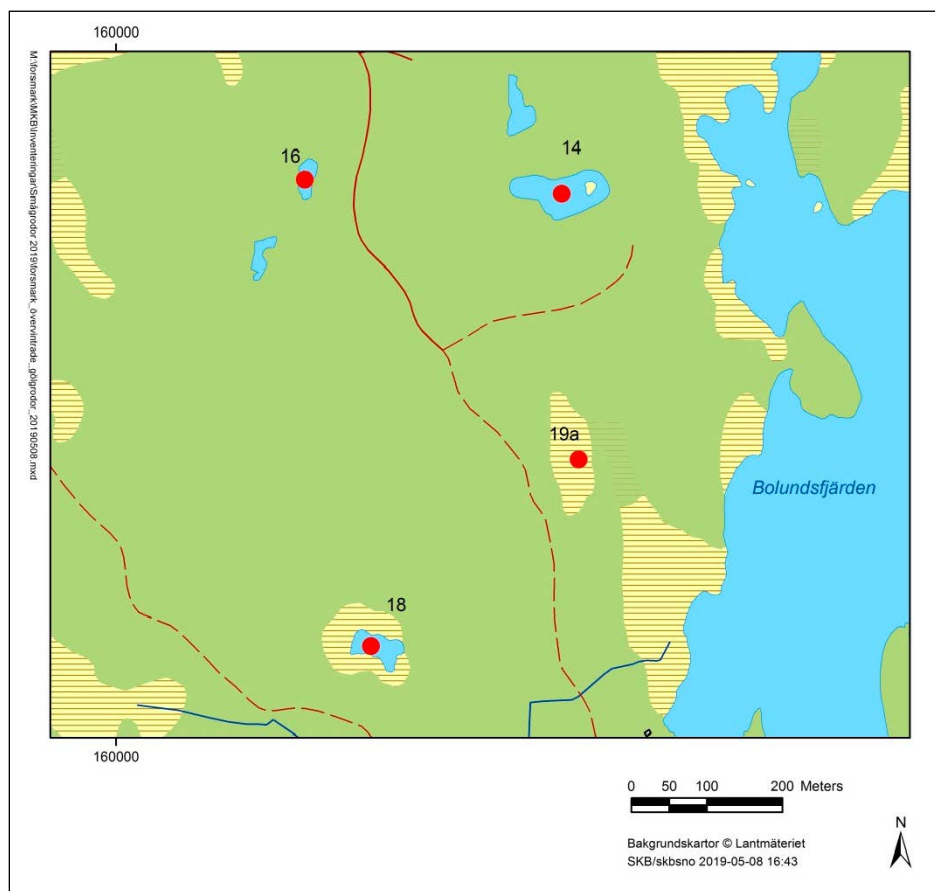 160000
M:\forsmark\MKB\Inventeringar\Smågrodor 2019\forsmark_övervintrade_gölgrodor_20190508.mxd
16
14
19a
Bolundsfjärden
18
160000
0 50 100 200 Meters
N
Bakgrundskartor © Lantmäteriet
SKB/skbsno 2019-05-08 16:43